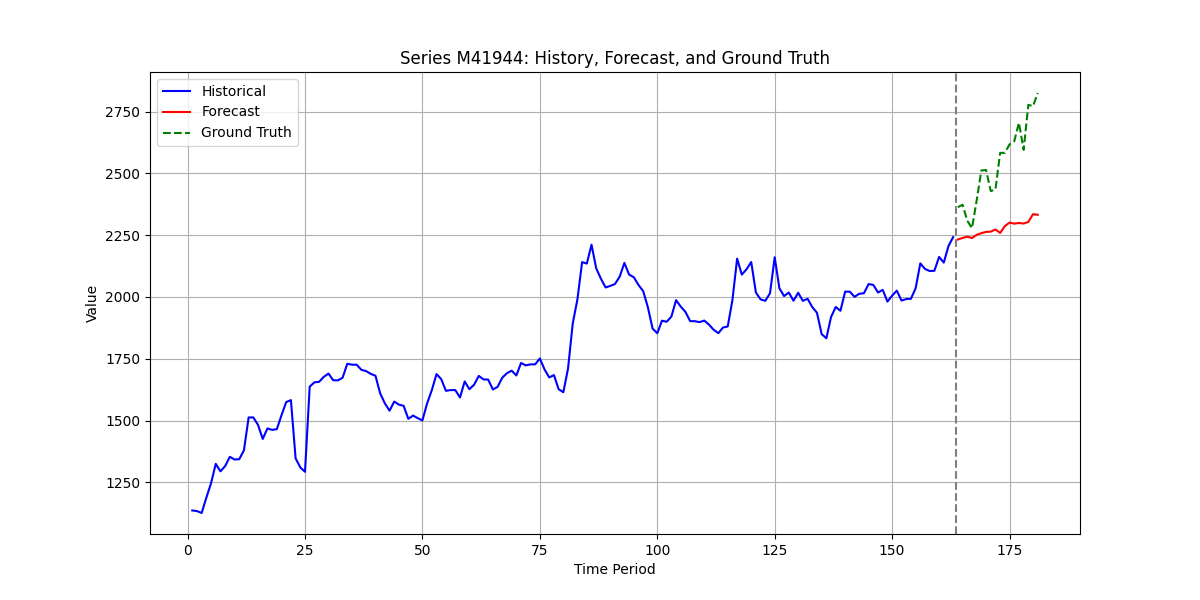 Series M41944: History, Forecast, and Ground Truth
Historical
Forecast
Ground Truth
2750
2500
2250
2000
1750
1500
1250
Value
0 25 50 75 100 125 150 175
Time Period